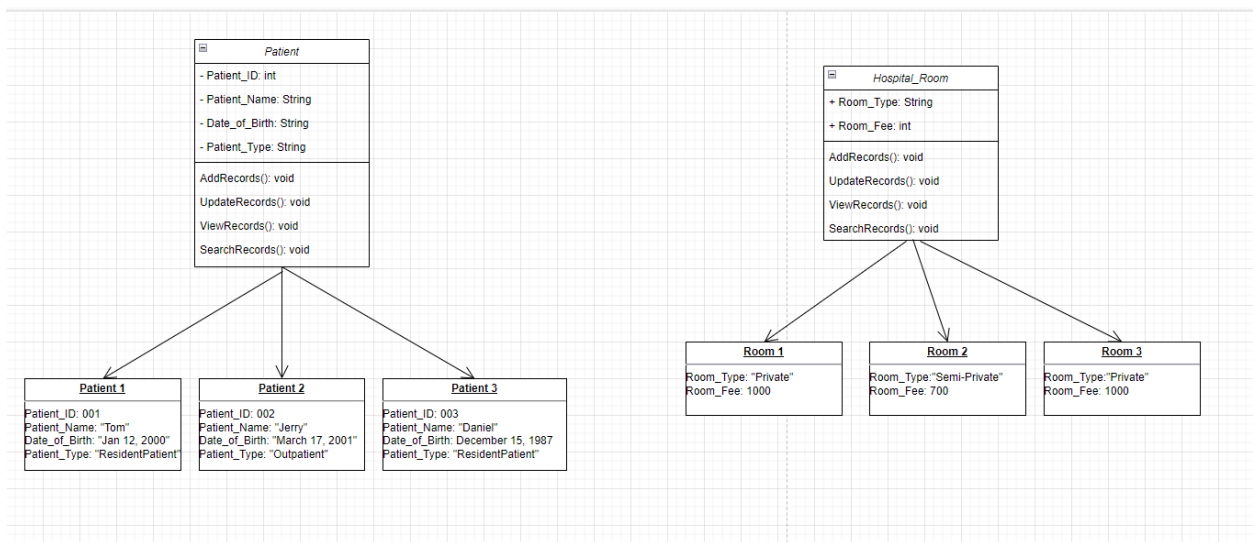 Patient
- Patient_ID: int
- Patient_Name: String
- Date_of_Birth: String
- Patient_Type: String
AddRecords(): void
UpdateRecords(): void
ViewRecords(): void
SearchRecords(): void
Hospital_Room
+ Room_Type: String
+ Room_Fee: int
AddRecords(): void
UpdateRecords(): void
ViewRecords(): void
SearchRecords(): void
Patient 1
Patient_ID: 001
Patient_Name: "Tom"
Date_of_Birth: "Jan 12, 2000"
Patient_Type: "ResidentPatient"
Patient 2
Patient_ID: 002
Patient_Name: "Jerry"
Date_of_Birth: "March 17, 2001"
Patient_Type: "Outpatient"
Patient 3
Patient_ID: 003
Patient_Name: "Daniel"
Date_of_Birth: December 15, 1987
Patient_Type: "ResidentPatient"
Room 1
Room_Type: "Private"
Room_Fee: 1000
Room 2
Room_Type:"Semi-Private"
Room_Fee: 700
Room 3
Room_Type:"Private"
Room_Fee: 1000